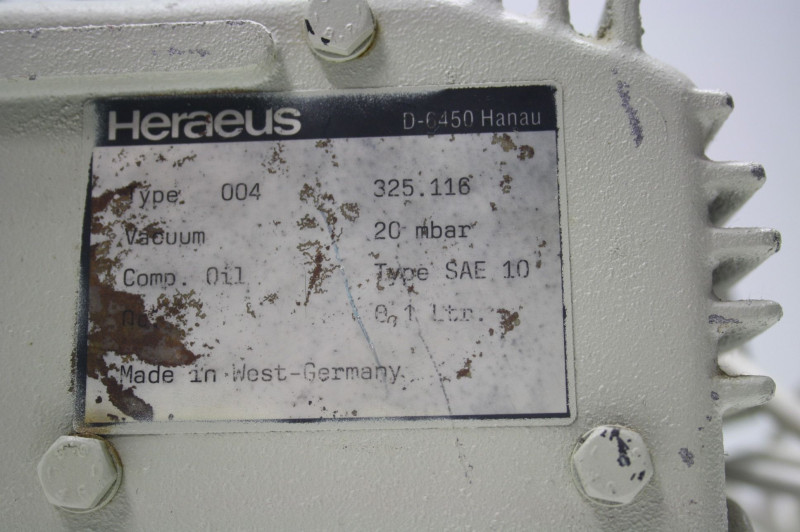 Heraeus D-6450 Hanau
Type 004 325.116
Vacuum 20 mbar
Comp. Oil Type SAE 10
0,1 Ltr.
Made in West-Germany